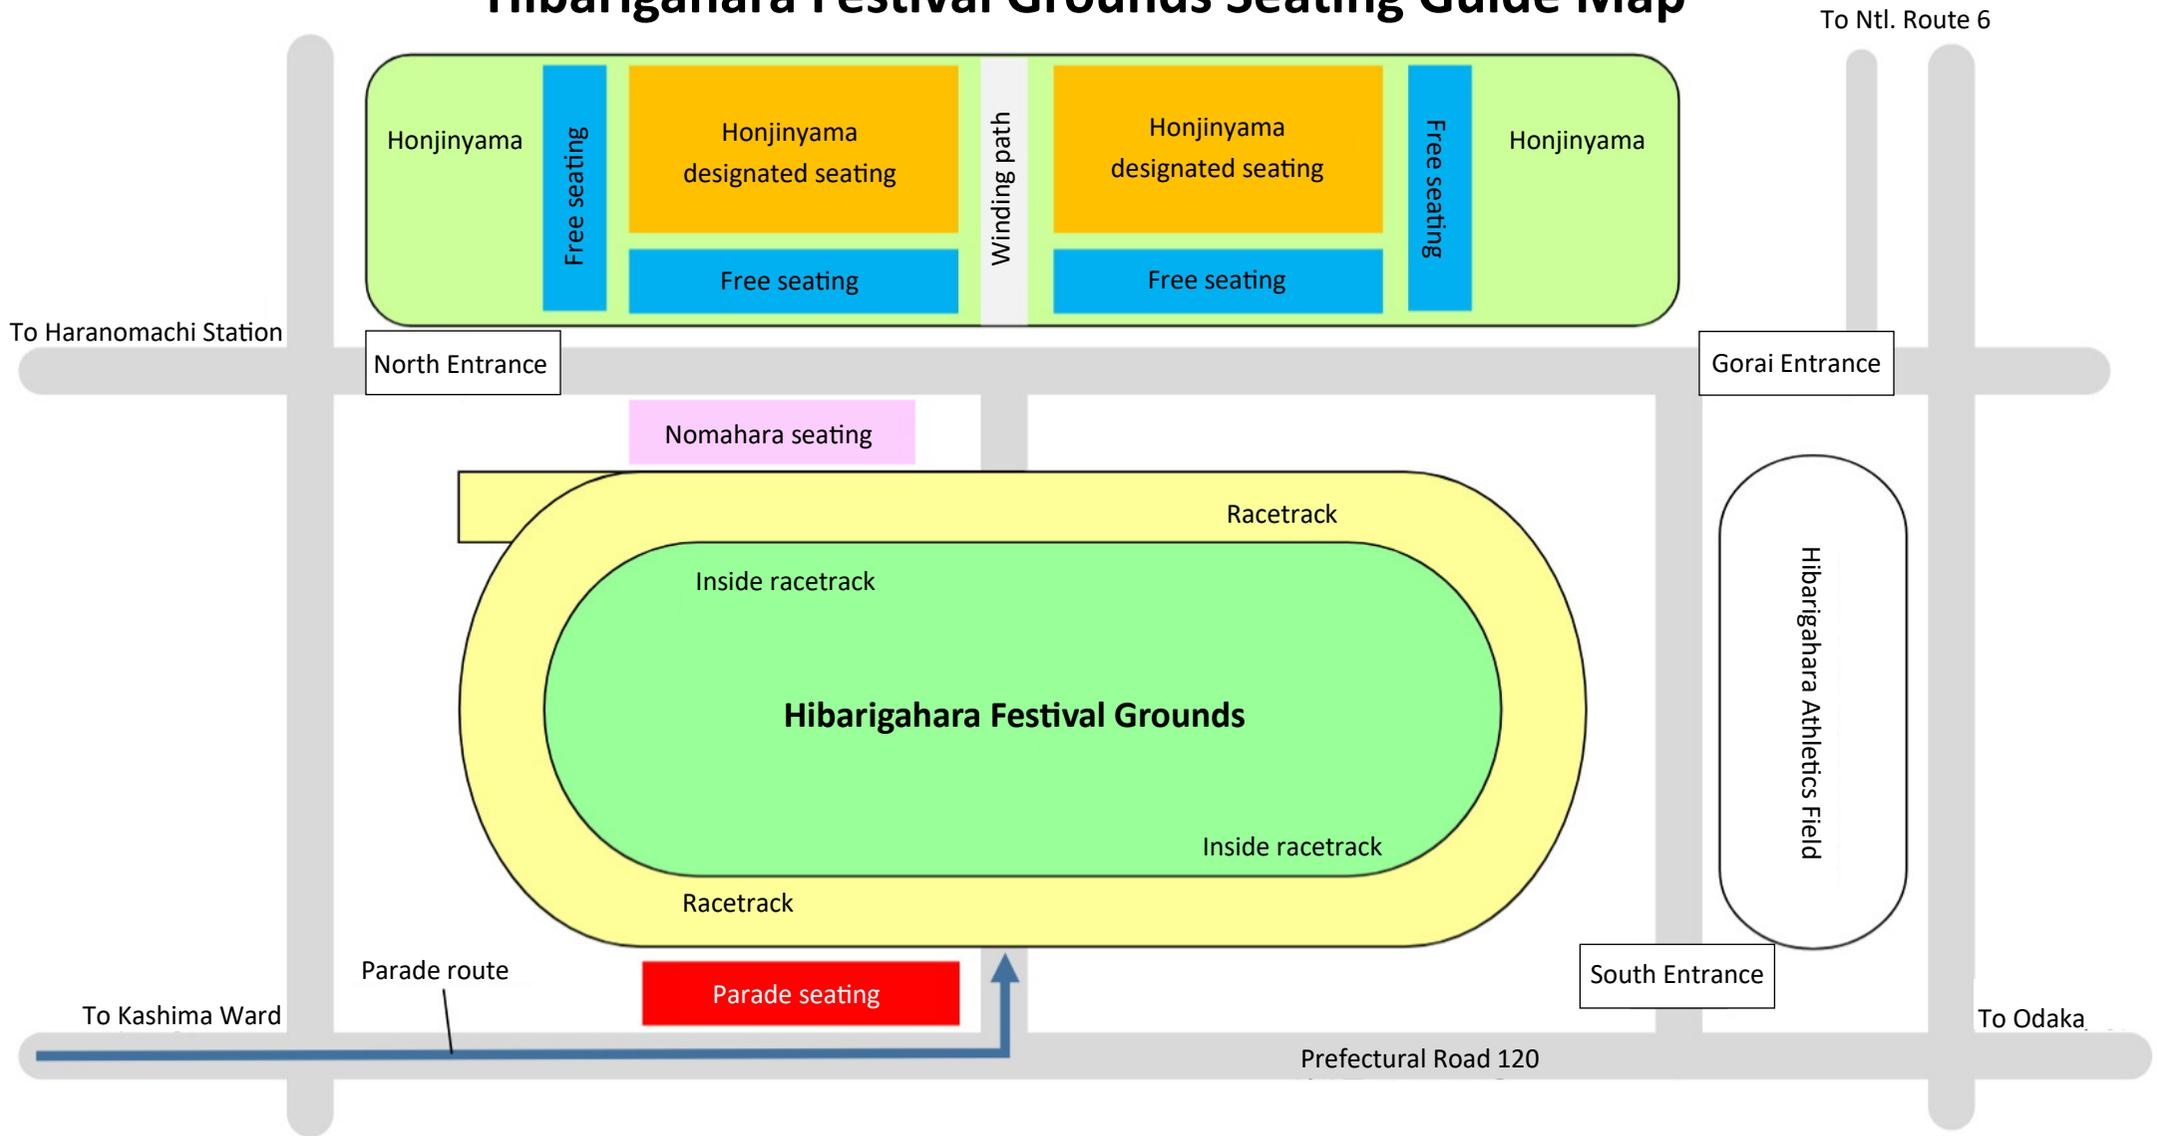 Hibarigahara Festival Grounds Seating Guide Map
To Ntl. Route 6
Honjinyama
Free seating
Honjinyama
designated seating
Free seating
Winding path
Honjinyama
designated seating
Free seating
Free seating
Honjinyama
To Haranomachi Station
North Entrance
Gorai Entrance
Nomahara seating
Racetrack
Inside racetrack
Hibarigahara Festival Grounds
Inside racetrack
Racetrack
Hibarigahara Athletics Field
Parade route
Parade seating
South Entrance
To Kashima Ward
To Odaka
Prefectural Road 120